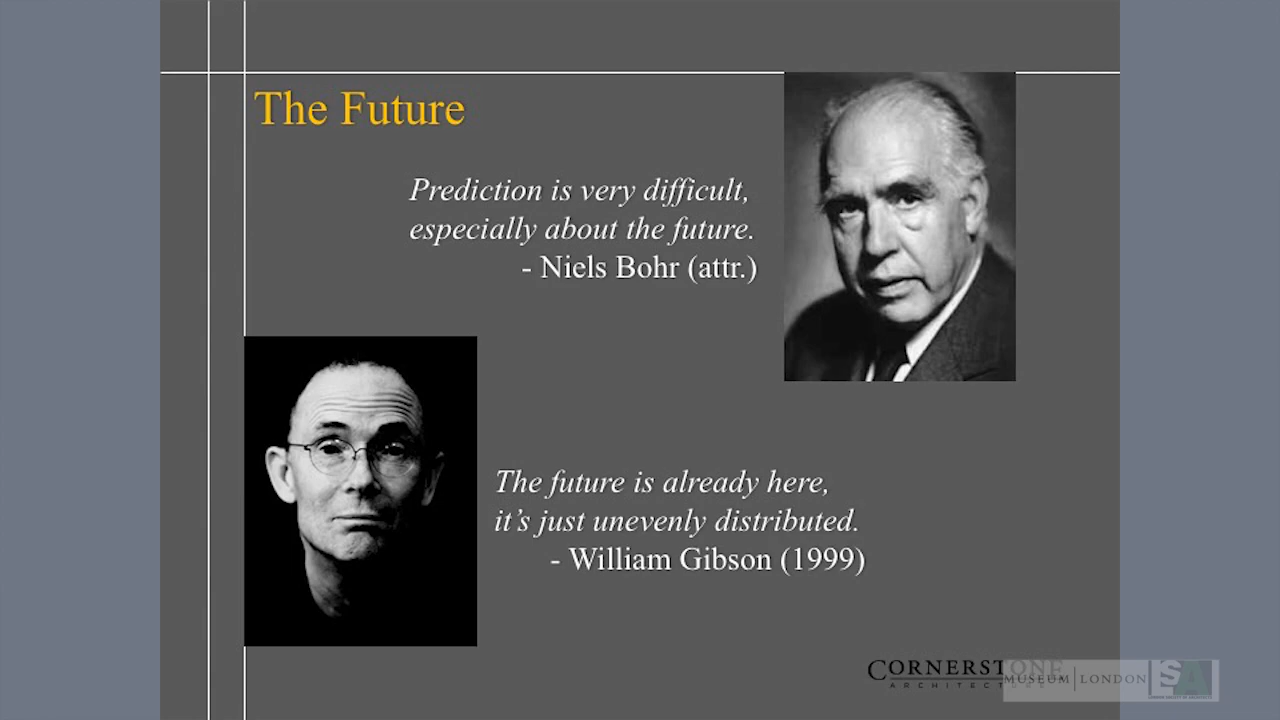 The Future
Prediction is very difficult,
especially about the future.
- Niels Bohr (attr.)
The future is already here,
it’s just unevenly distributed.
- William Gibson (1999)
CORNERSTONE
ARCHITECTURE
MUSEUM LONDON
SA